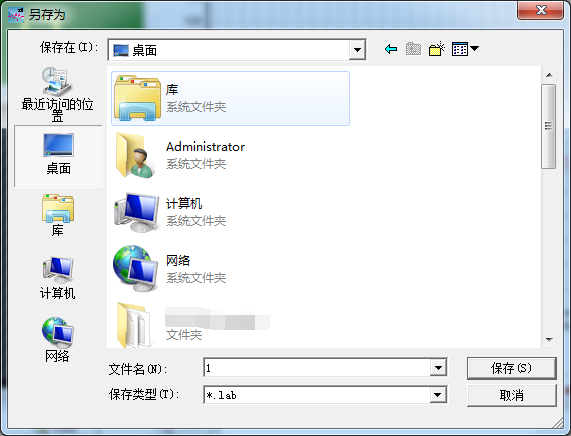 另存为
保存在(I):
桌面
最近访问的位
置
桌面
库
计算机
网络
库
系统文件夹
Administrator
系统文件夹
计算机
系统文件夹
网络
系统文件夹
文件夹
文件名(N):
1
保存(S)
保存类型(T):
*.lab
取消